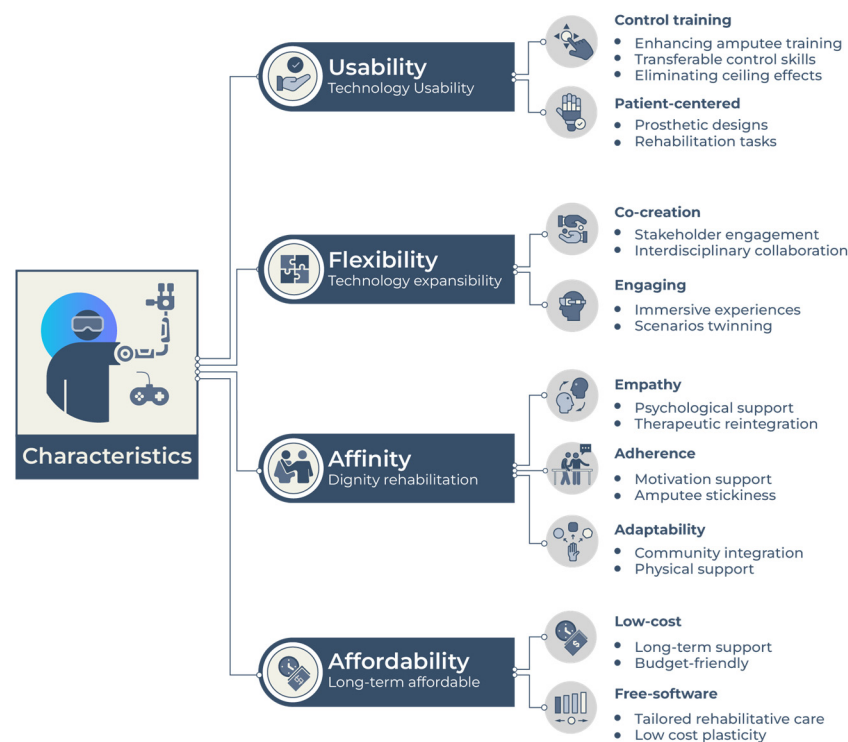 Characteristics
Usability
Technology Usability
Control training
Enhancing amputee training
Transferable control skills
Eliminating ceiling effects
Patient-centered
Prosthetic designs
Rehabilitation tasks
Flexibility
Technology expansibility
Co-creation
Stakeholder engagement
Interdisciplinary collaboration
Engaging
Immersive experiences
Scenarios twinning
Affinity
Dignity rehabilitation
Empathy
Psychological support
Therapeutic reintegration
Adherence
Motivation support
Amputee stickiness
Adaptability
Community integration
Physical support
Affordability
Long-term affordable
Low-cost
Long-term support
Budget-friendly
Free-software
Tailored rehabilitative care
Low cost plasticity